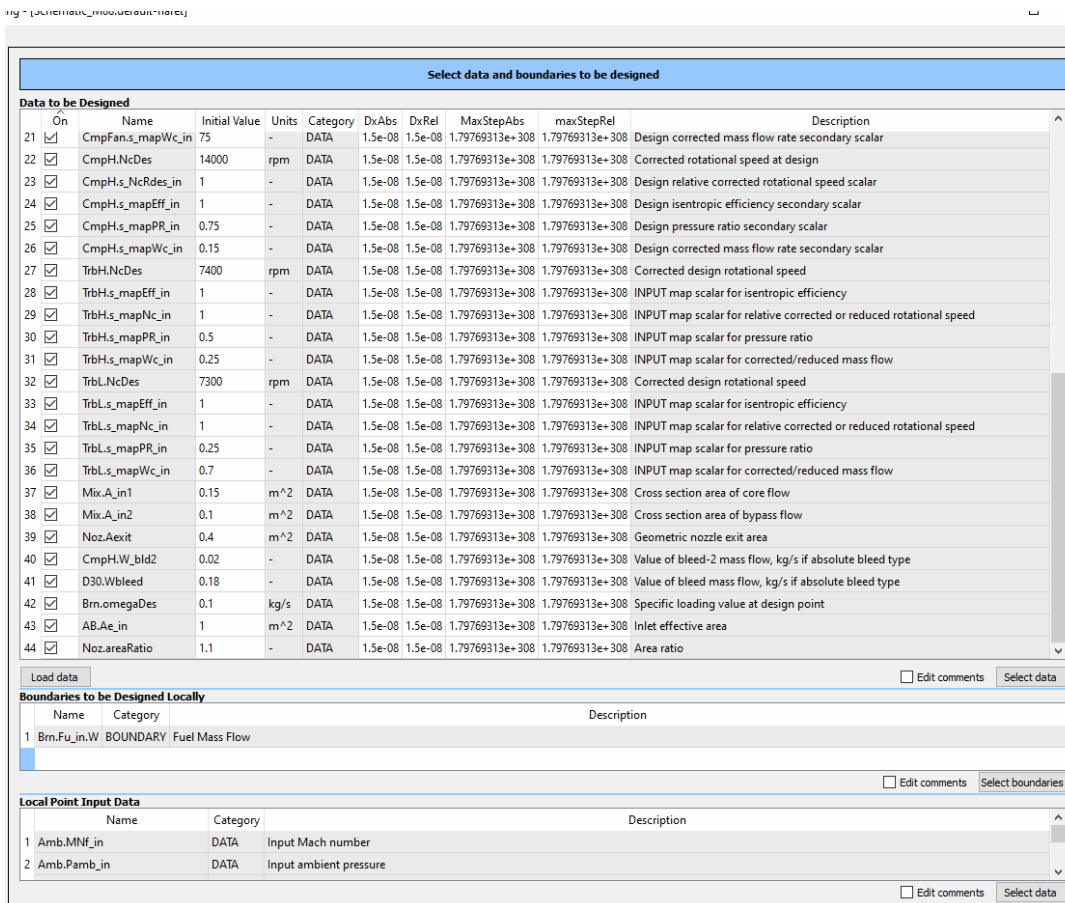 Select data and boundaries to be designed
Data to be Designed
On Name Initial Value Units Category DxAbs DxRel MaxStepAbs maxStepRel Description
21 CmpFan.s_mapWc_in 75 - DATA 1.5e-08 1.5e-08 1.79769313e+308 1.79769313e+308 Design corrected mass flow rate secondary scalar
22 CmpH.NcDes 14000 rpm DATA 1.5e-08 1.5e-08 1.79769313e+308 1.79769313e+308 Corrected rotational speed at design
23 CmpH.s_NcRdes_in 1 - DATA 1.5e-08 1.5e-08 1.79769313e+308 1.79769313e+308 Design relative corrected rotational speed scalar
24 CmpH.s_mapEff_in 1 - DATA 1.5e-08 1.5e-08 1.79769313e+308 1.79769313e+308 Design isentropic efficiency secondary scalar
25 CmpH.s_mapPR_in 0.75 - DATA 1.5e-08 1.5e-08 1.79769313e+308 1.79769313e+308 Design pressure ratio secondary scalar
26 CmpH.s_mapWc_in 0.15 - DATA 1.5e-08 1.5e-08 1.79769313e+308 1.79769313e+308 Design corrected mass flow rate secondary scalar
27 TrbH.NcDes 7400 rpm DATA 1.5e-08 1.5e-08 1.79769313e+308 1.79769313e+308 Corrected design rotational speed
28 TrbH.s_mapEff_in 1 - DATA 1.5e-08 1.5e-08 1.79769313e+308 1.79769313e+308 INPUT map scalar for isentropic efficiency
29 TrbH.s_mapNc_in 1 - DATA 1.5e-08 1.5e-08 1.79769313e+308 1.79769313e+308 INPUT map scalar for relative corrected or reduced rotational speed
30 TrbH.s_mapPR_in 0.5 - DATA 1.5e-08 1.5e-08 1.79769313e+308 1.79769313e+308 INPUT map scalar for pressure ratio
31 TrbH.s_mapWc_in 0.25 - DATA 1.5e-08 1.5e-08 1.79769313e+308 1.79769313e+308 INPUT map scalar for corrected/reduced mass flow
32 TrbL.NcDes 7300 rpm DATA 1.5e-08 1.5e-08 1.79769313e+308 1.79769313e+308 Corrected design rotational speed
33 TrbL.s_mapEff_in 1 - DATA 1.5e-08 1.5e-08 1.79769313e+308 1.79769313e+308 INPUT map scalar for isentropic efficiency
34 TrbL.s_mapNc_in 1 - DATA 1.5e-08 1.5e-08 1.79769313e+308 1.79769313e+308 INPUT map scalar for relative corrected or reduced rotational speed
35 TrbL.s_mapPR_in 0.25 - DATA 1.5e-08 1.5e-08 1.79769313e+308 1.79769313e+308 INPUT map scalar for pressure ratio
36 TrbL.s_mapWc_in 0.7 - DATA 1.5e-08 1.5e-08 1.79769313e+308 1.79769313e+308 INPUT map scalar for corrected/reduced mass flow
37 Mix.A_in1 0.15 m^2 DATA 1.5e-08 1.5e-08 1.79769313e+308 1.79769313e+308 Cross section area of core flow
38 Mix.A_in2 0.1 m^2 DATA 1.5e-08 1.5e-08 1.79769313e+308 1.79769313e+308 Cross section area of bypass flow
39 Noz.Aexit 0.4 m^2 DATA 1.5e-08 1.5e-08 1.79769313e+308 1.79769313e+308 Geometric nozzle exit area
40 CmpH.W_bld2 0.02 - DATA 1.5e-08 1.5e-08 1.79769313e+308 1.79769313e+308 Value of bleed-2 mass flow, kg/s if absolute bleed type
41 D30.Wbleed 0.18 - DATA 1.5e-08 1.5e-08 1.79769313e+308 1.79769313e+308 Value of bleed mass flow, kg/s if absolute bleed type
42 Brn.omegaDes 0.1 kg/s DATA 1.5e-08 1.5e-08 1.79769313e+308 1.79769313e+308 Specific loading value at design point
43 AB.Ae_in 1 m^2 DATA 1.5e-08 1.5e-08 1.79769313e+308 1.79769313e+308 Inlet effective area
44 Noz.areaRatio 1.1 - DATA 1.5e-08 1.5e-08 1.79769313e+308 1.79769313e+308 Area ratio
Load data Edit comments Select data
Boundaries to be Designed Locally
Name Category Description
1 Brn.Fu_in.W BOUNDARY Fuel Mass Flow
Edit comments Select boundaries
Local Point Input Data
Name Category Description
1 Amb.MNf_in DATA Input Mach number
2 Amb.Pamb_in DATA Input ambient pressure
Edit comments Select data